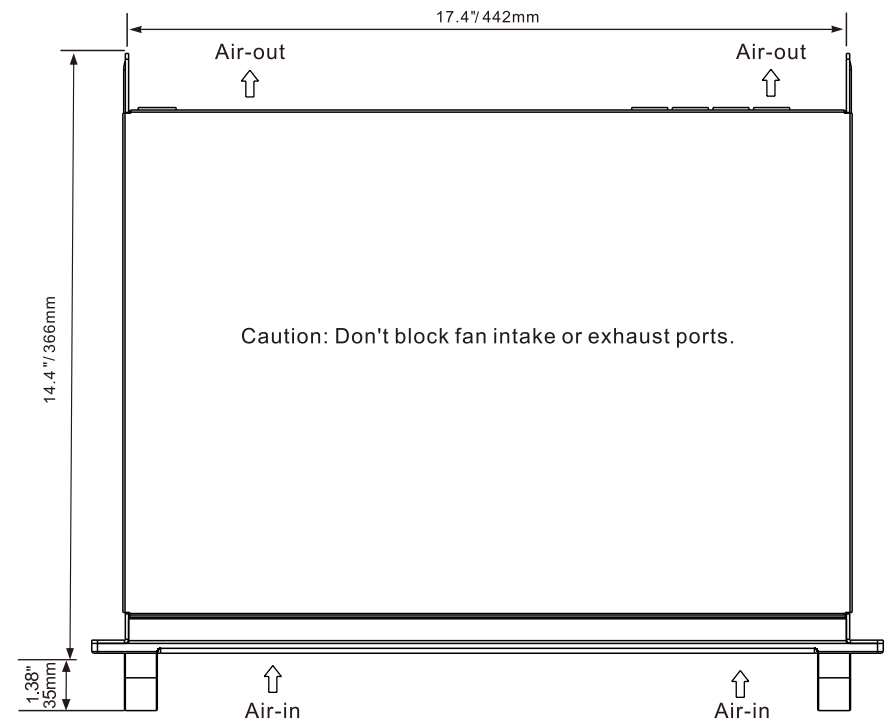 17.4"/442mm
Air-out
Air-out
14.4"/366mm
Caution: Don't block fan intake or exhaust ports.
1.38"
35mm
Air-in
Air-in